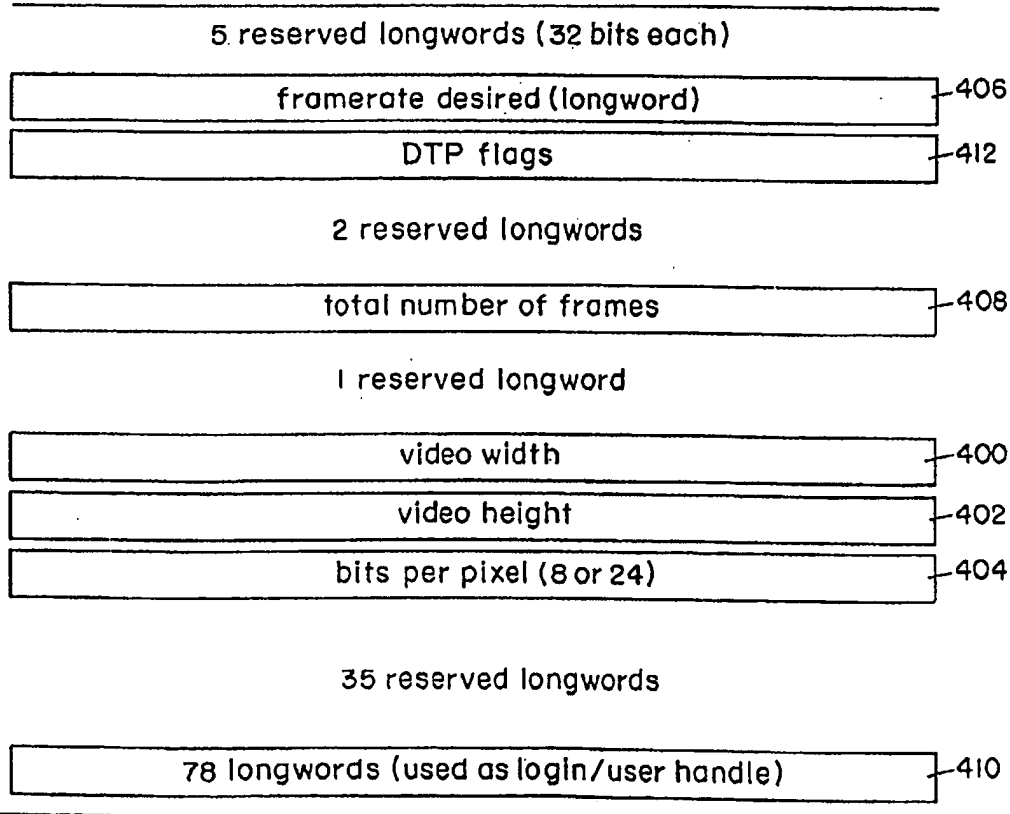 5 reserved longwords (32 bits each)
framerate desired (longword) 406
DTP flags 412
2 reserved longwords
total number of frames 408
1 reserved longword
video width 400
video height 402
bits per pixel (8 or 24) 404
35 reserved longwords
78 longwords (used as login/user handle) 410